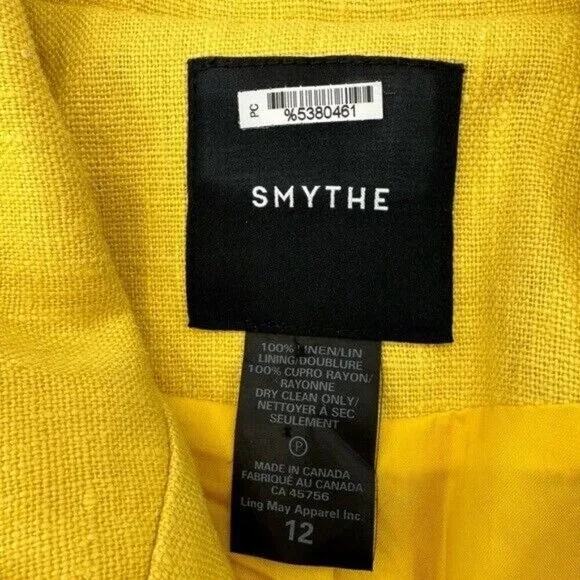 PC
%5380461
SMYTHE
100% LINEN/LIN
LINING/DOUBLURE
100% CUPRO RAYON/
RAYONNE
DRY CLEAN ONLY/
NETTOYER À SEC
SEULEMENT
P
MADE IN CANADA
FABRIQUÉ AU CANADA
CA 45756
Ling May Apparel Inc.
12